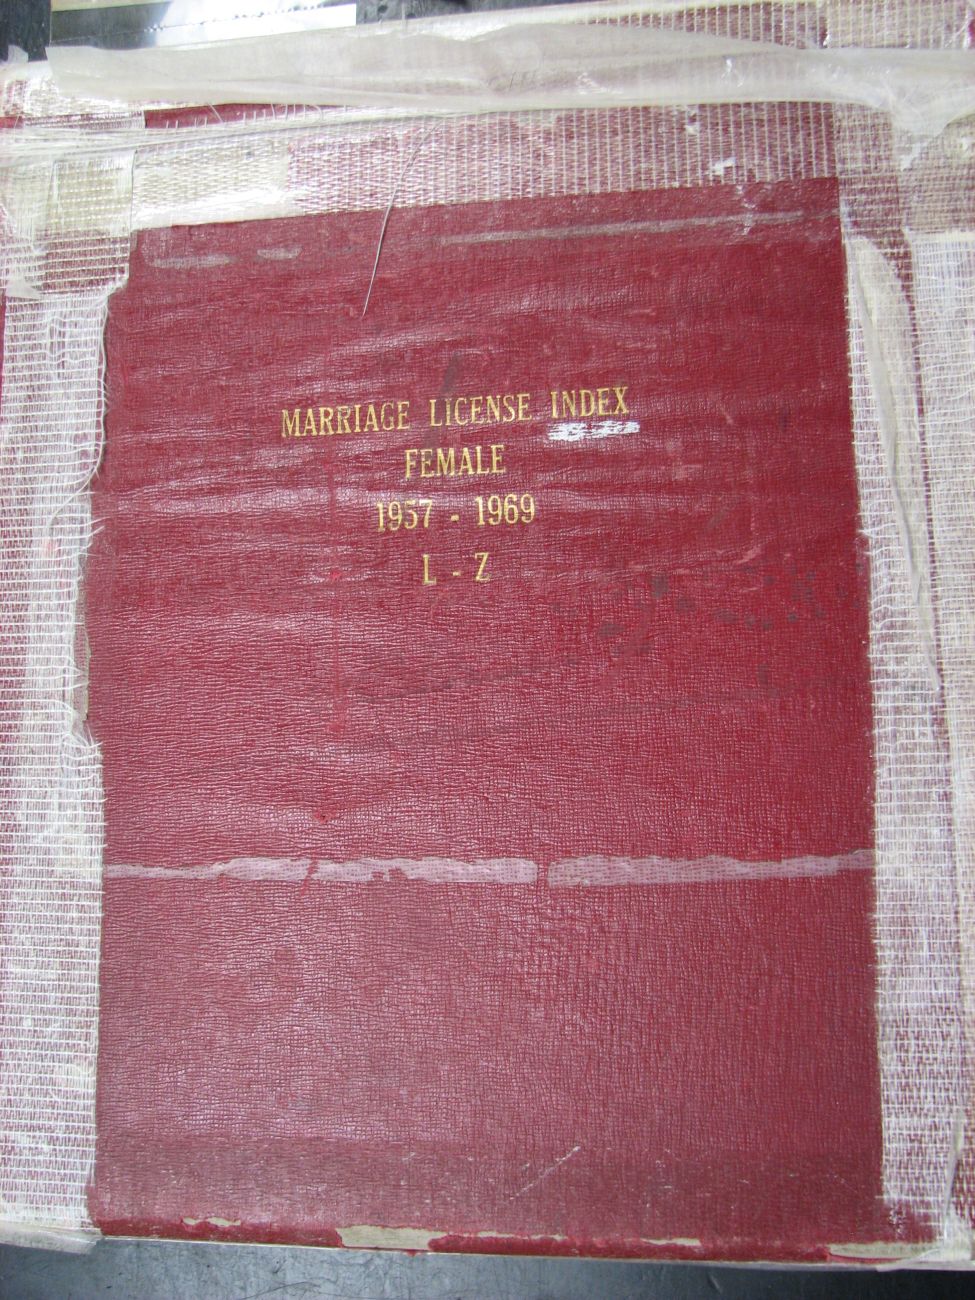 MARRIAGE LICENSE INDEX
FEMALE
1957 - 1969
L - Z